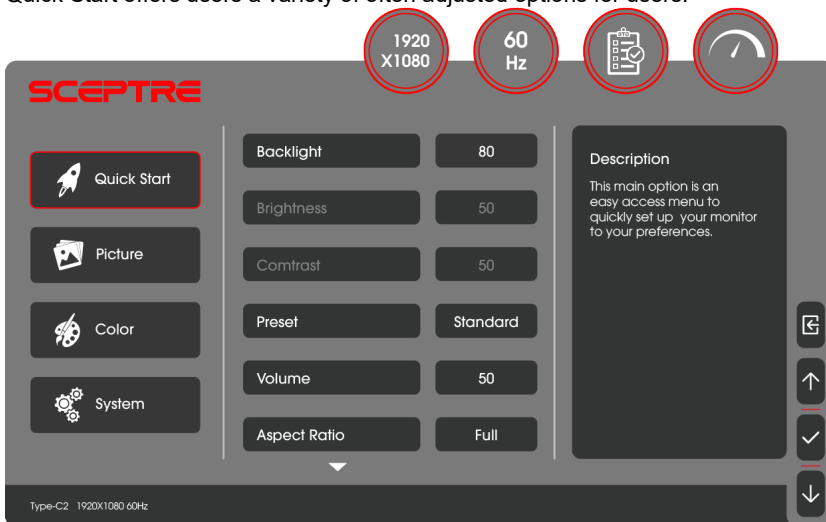 Quick Start offers users a variety of often adjusted options for users.
1920
X1080
60
Hz
SCEPTRE
Quick Start
Picture
Color
System
Backlight 80
Brightness 50
Comtrast 50
Preset Standard
Volume 50
Aspect Ratio Full
Description
This main option is an
easy access menu to
quickly set up your monitor
to your preferences.
Type-C2 1920X1080 60Hz